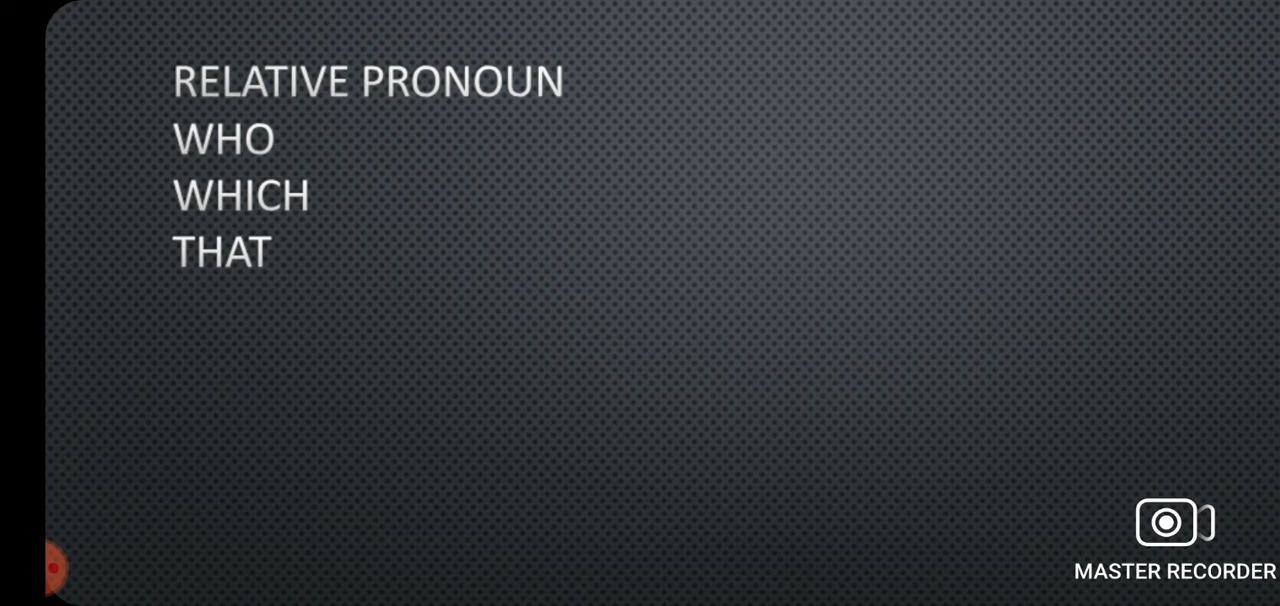 RELATIVE PRONOUN
WHO
WHICH
THAT
MASTER RECORDER